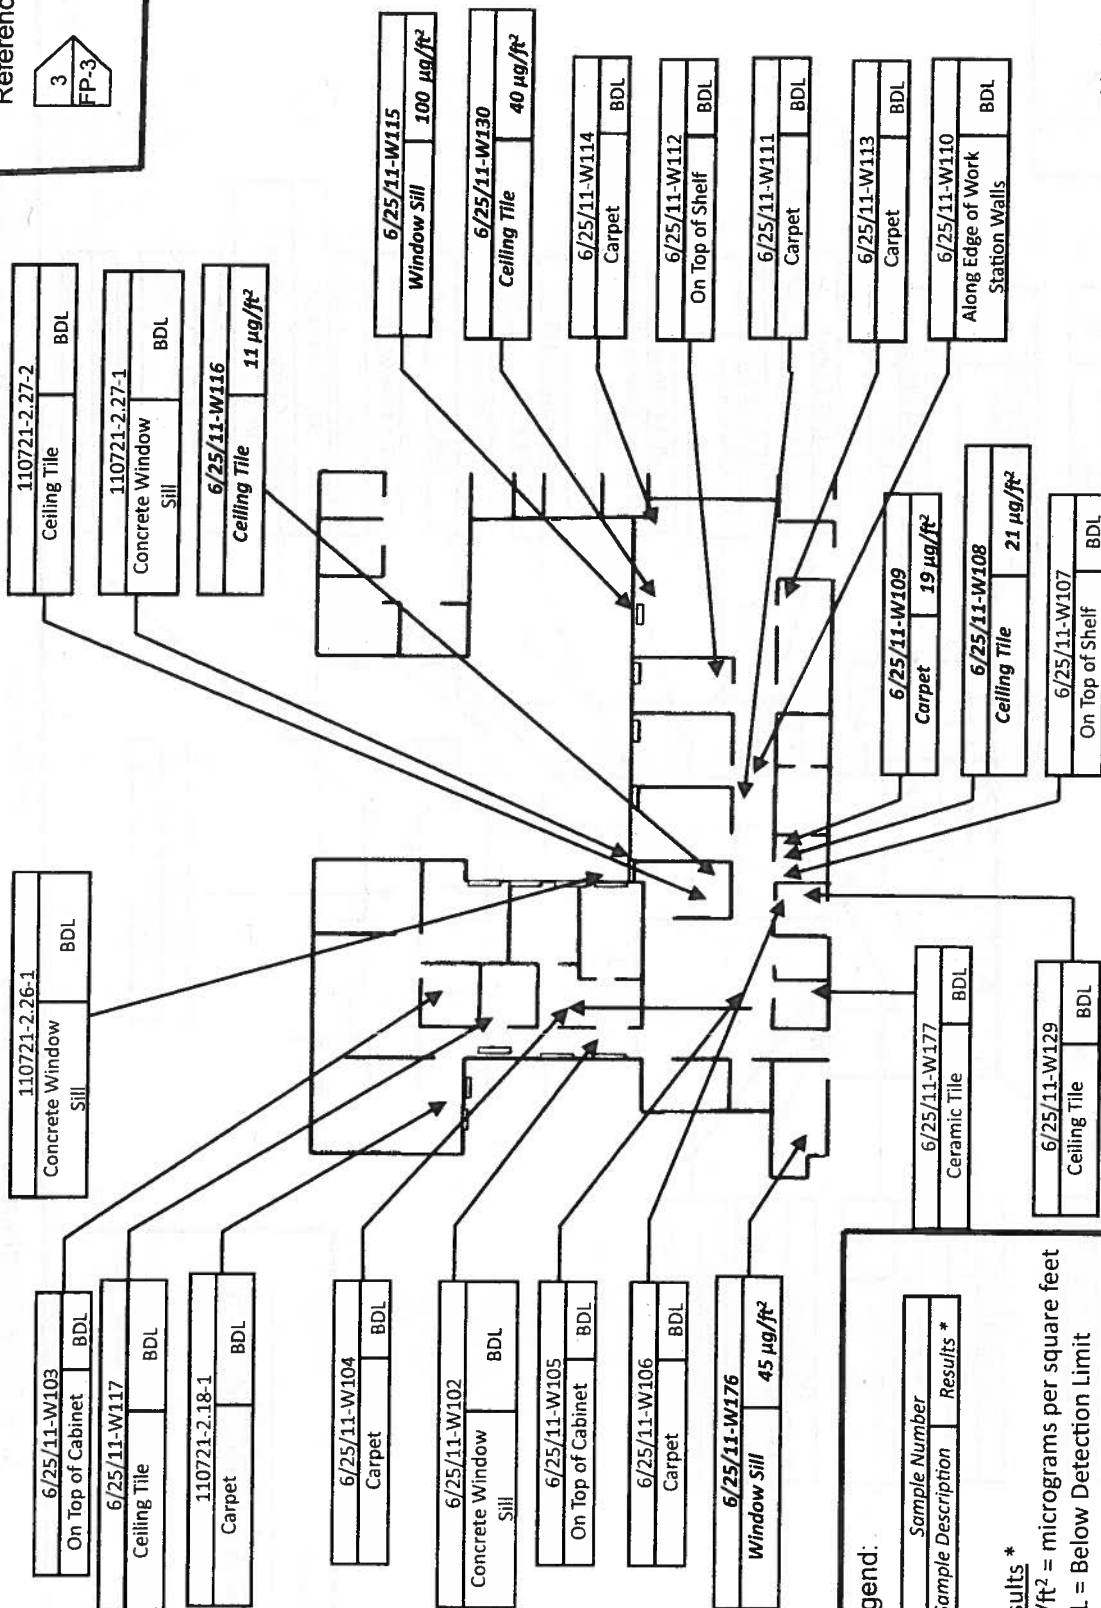 Referenc
3
FP-3
110721-2.27-2
Ceiling Tile BDL
110721-2.27-1
Concrete Window
Sill
BDL
6/25/11-W116
Ceiling Tile 11 µg/ft²
110721-2.26-1
Concrete Window
Sill
BDL
6/25/11-W115
Window Sill 100 µg/ft²
6/25/11-W130
Ceiling Tile 40 µg/ft²
6/25/11-W114
Carpet BDL
6/25/11-W112
On Top of Shelf BDL
6/25/11-W111
Carpet BDL
6/25/11-W113
Carpet BDL
6/25/11-W110
Along Edge of Work
Station Walls
BDL
6/25/11-W109
Carpet 19 µg/ft²
6/25/11-W108
Ceiling Tile 21 µg/ft²
6/25/11-W107
On Top of Shelf BDL
6/25/11-W103
On Top of Cabinet BDL
6/25/11-W117
Ceiling Tile BDL
110721-2.18-1
Carpet BDL
6/25/11-W104
Carpet BDL
6/25/11-W102
Concrete Window
Sill
BDL
6/25/11-W105
On Top of Cabinet BDL
6/25/11-W106
Carpet BDL
6/25/11-W176
Window Sill 45 µg/ft²
6/25/11-W177
Ceramic Tile BDL
6/25/11-W129
Ceiling Tile BDL
gend:
Sample Number
Sample Description Results *
sults *
/ft² = micrograms per square feet
L = Below Detection Limit